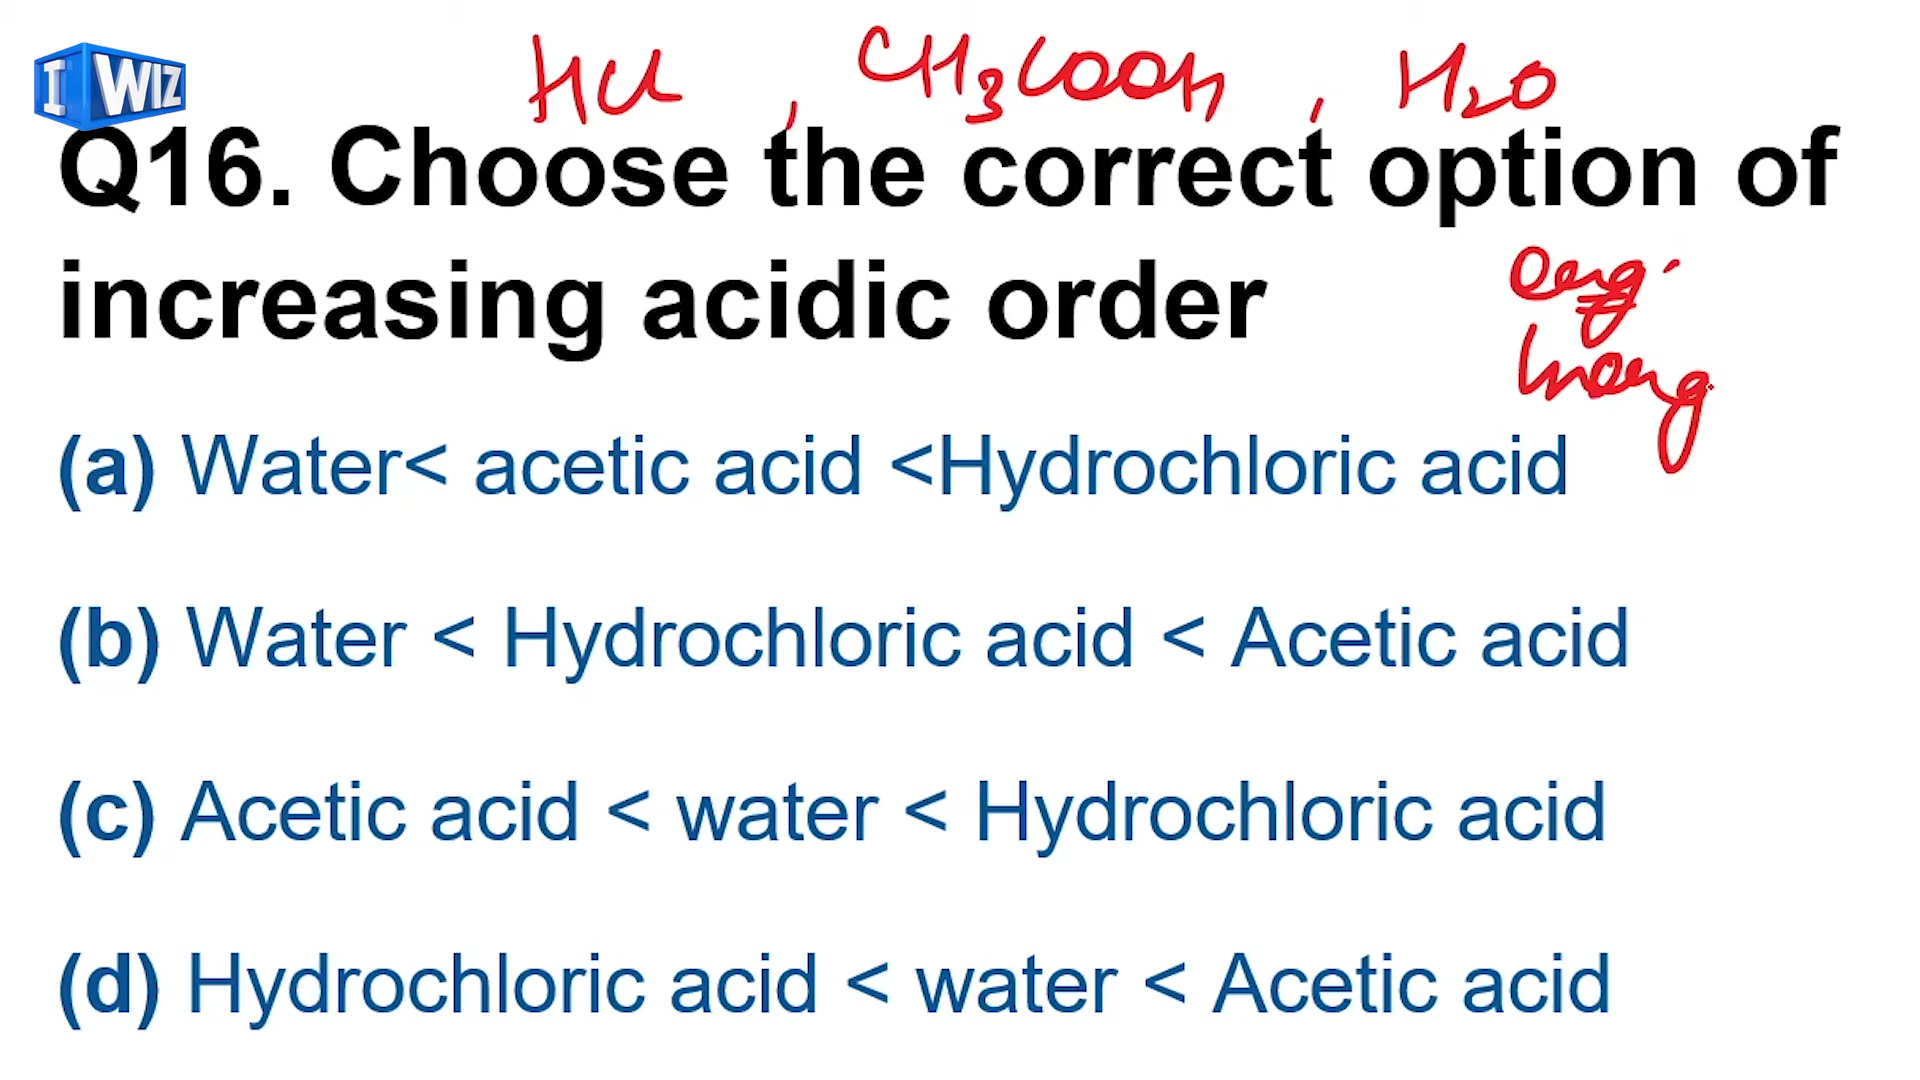 I WIZ
HCl , CH3COOH , H2O
Q16. Choose the correct option of
increasing acidic order
Org.
Inorg
(a) Water< acetic acid <Hydrochloric acid
(b) Water < Hydrochloric acid < Acetic acid
(c) Acetic acid < water < Hydrochloric acid
(d) Hydrochloric acid < water < Acetic acid